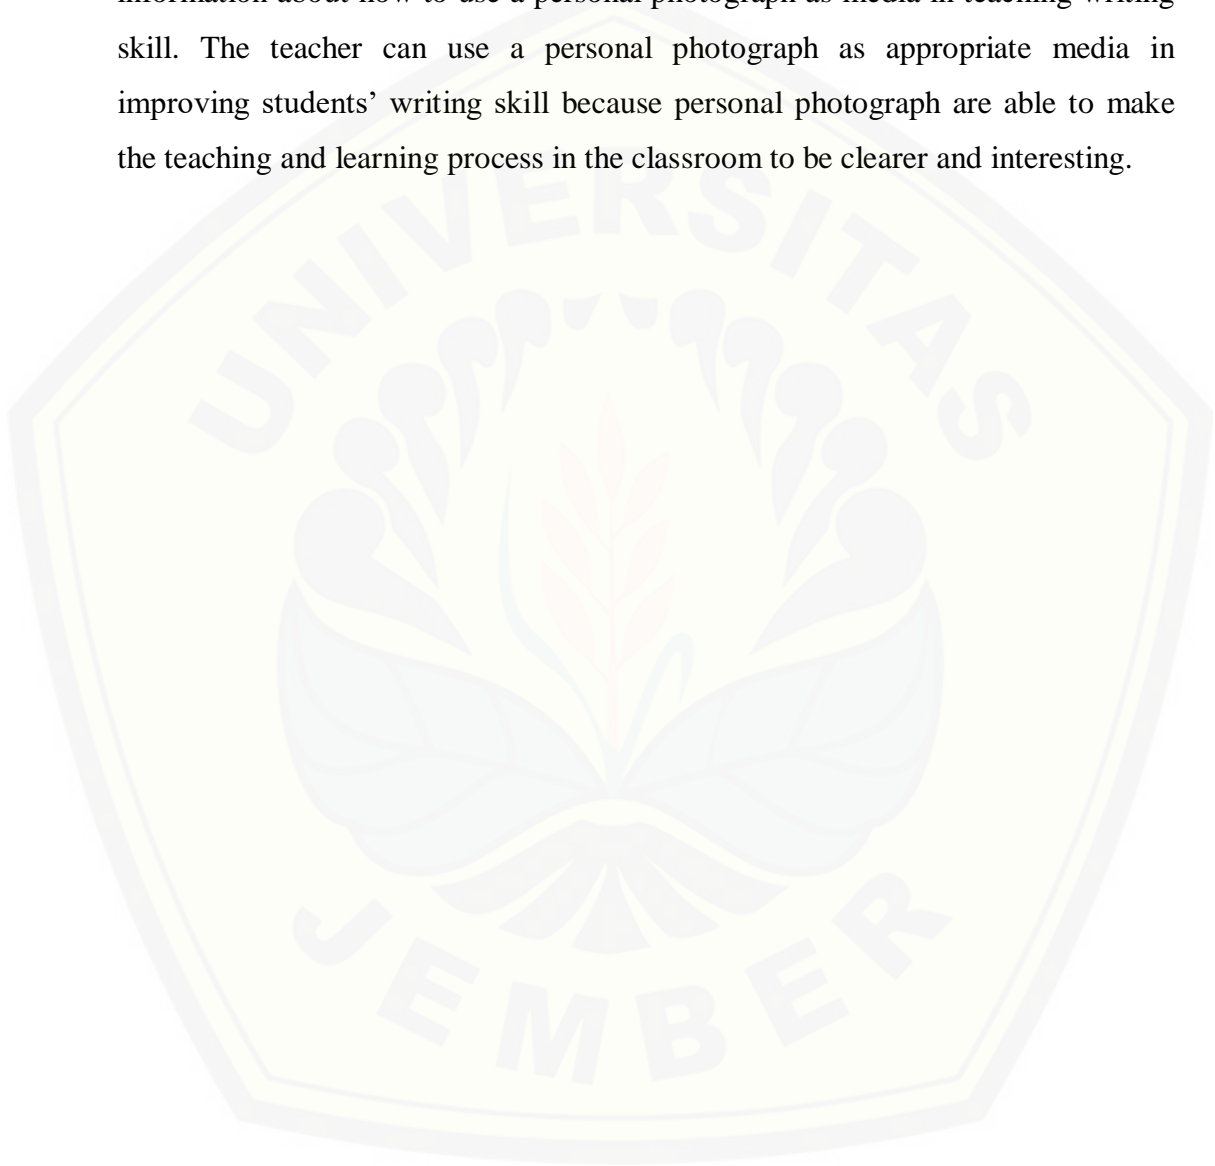 information about how to use a personal photograph as media in teaching writing
skill. The teacher can use a personal photograph as appropriate media in
improving students’ writing skill because personal photograph are able to make
the teaching and learning process in the classroom to be clearer and interesting.
UNIVERSITAS
JEMBER